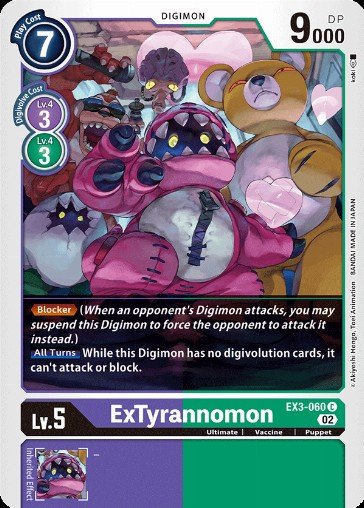 DIGIMON
Play Cost
7
9000
DP
Digivolve Cost
Lv.4
3
Lv.4
3
koki
©Akiyoshi Hongo, Toei Animation BANDAI MADE IN JAPAN
Blocker (When an opponent's Digimon attacks, you may
suspend this Digimon to force the opponent to attack it
instead.)
All Turns While this Digimon has no digivolution cards, it
can't attack or block.
Lv.5
ExTyrannomon
EX3-060 C
02
Ultimate | Vaccine | Puppet
Inherited Effect
-